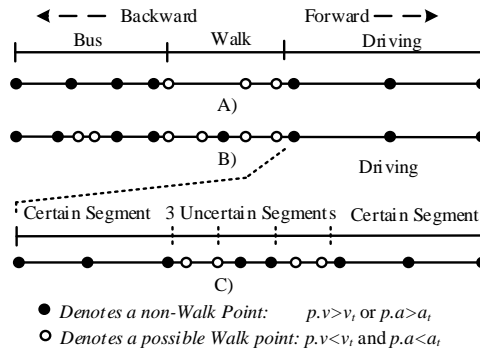 Backward Forward
Bus Walk Driving
A)
B)
Driving
Certain Segment 3 Uncertain Segments Certain Segment
C)
Denotes a non-Walk Point: p.v>vt or p.a>at
Denotes a possible Walk point: p.v<vt and p.a<at